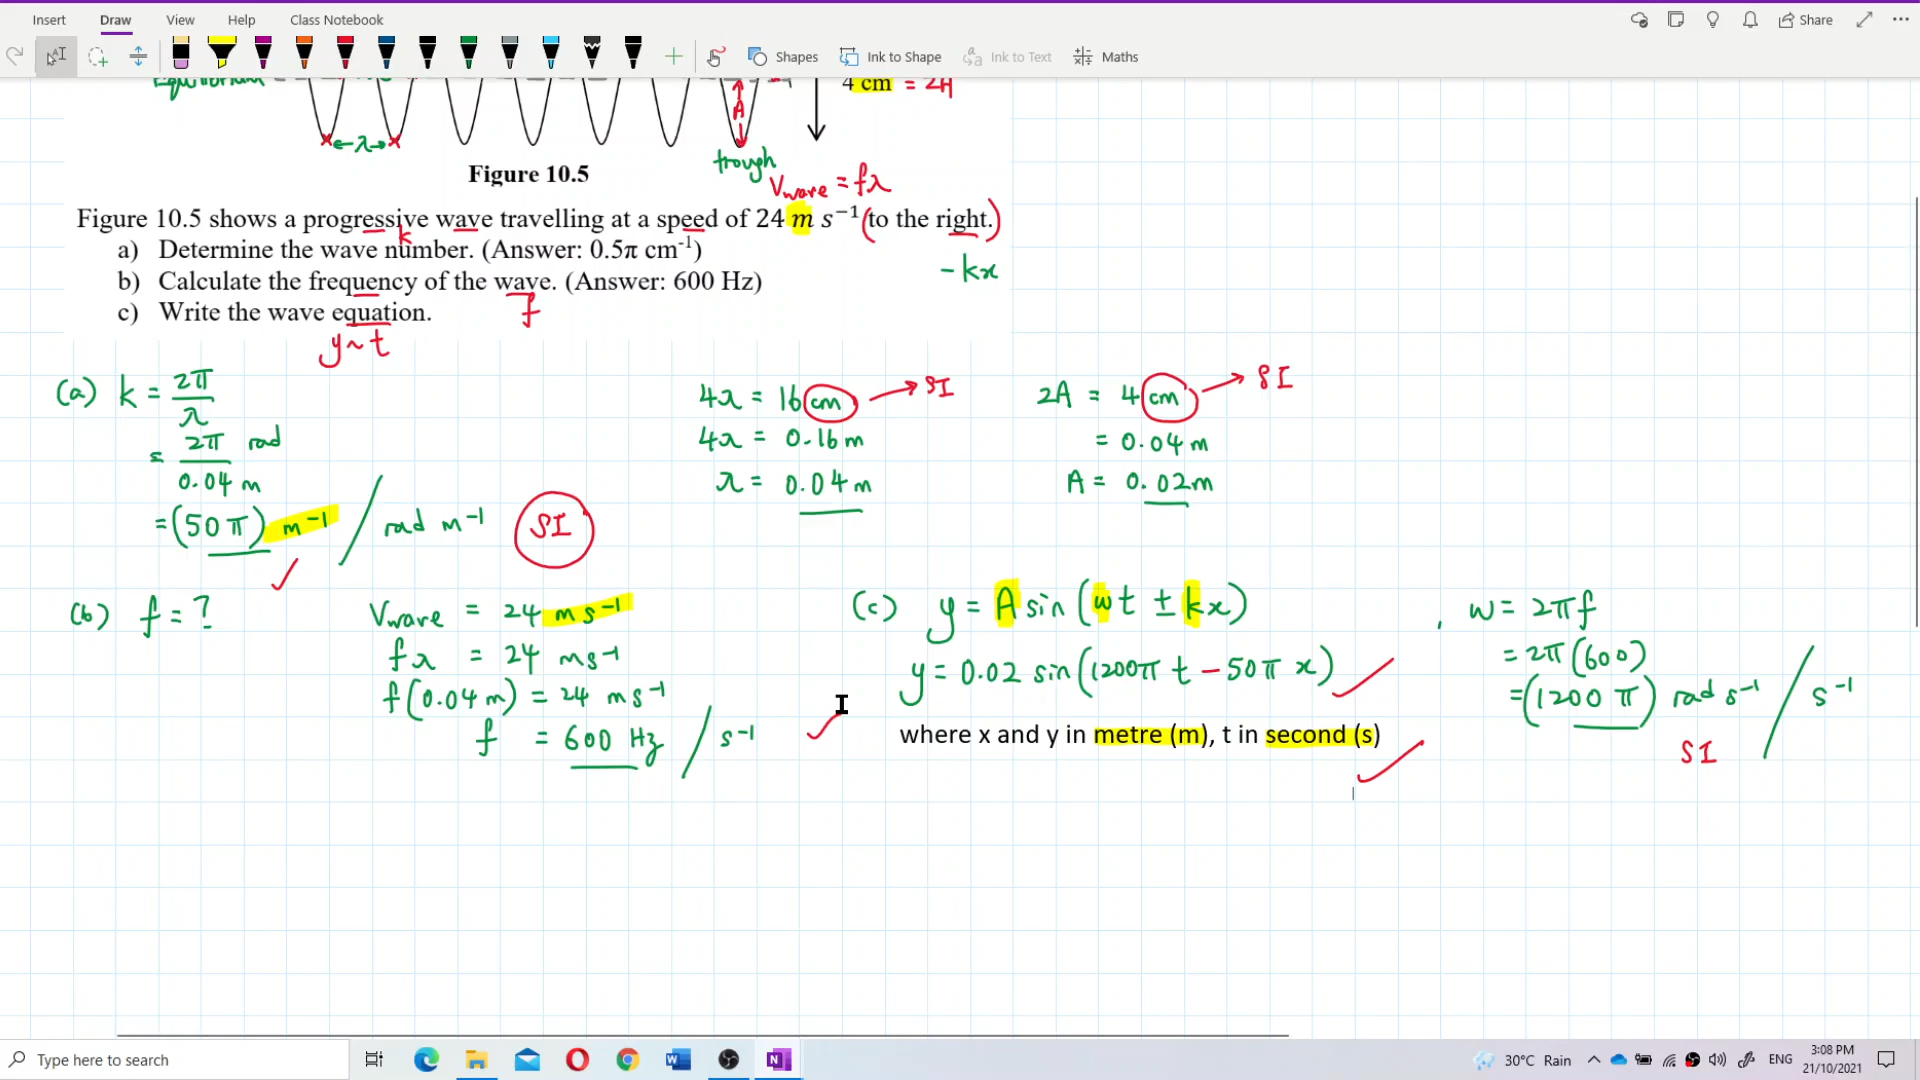 Insert Draw View Help Class Notebook Share
Shapes Ink to Shape Ink to Text Maths
Equilibrium
4 cm = 2A
A
←λ→
trough
Figure 10.5
Vwave = fλ
Figure 10.5 shows a progressive wave travelling at a speed of 24 m s⁻¹ (to the right.)
k
a) Determine the wave number. (Answer: 0.5π cm⁻¹)
- kx
b) Calculate the frequency of the wave. (Answer: 600 Hz)
f
c) Write the wave equation.
y ~ t
(a) k = 2π/λ
= 2π rad / 0.04 m
= (50 π) m⁻¹ / rad m⁻¹
SI
4λ = 16 cm → SI
4λ = 0.16 m
λ = 0.04 m
2A = 4 cm → SI
= 0.04 m
A = 0.02 m
(b) f = ?
Vwave = 24 m s⁻¹
fλ = 24 ms⁻¹
f(0.04 m) = 24 ms⁻¹
f = 600 Hz / s⁻¹
(c) y = A sin (wt ± kx)
y = 0.02 sin (1200π t - 50π x)
where x and y in metre (m), t in second (s)
, w = 2πf
= 2π (600)
= (1200 π) rad s⁻¹ / s⁻¹
SI
Type here to search
30°C Rain
ENG
3:08 PM
21/10/2021